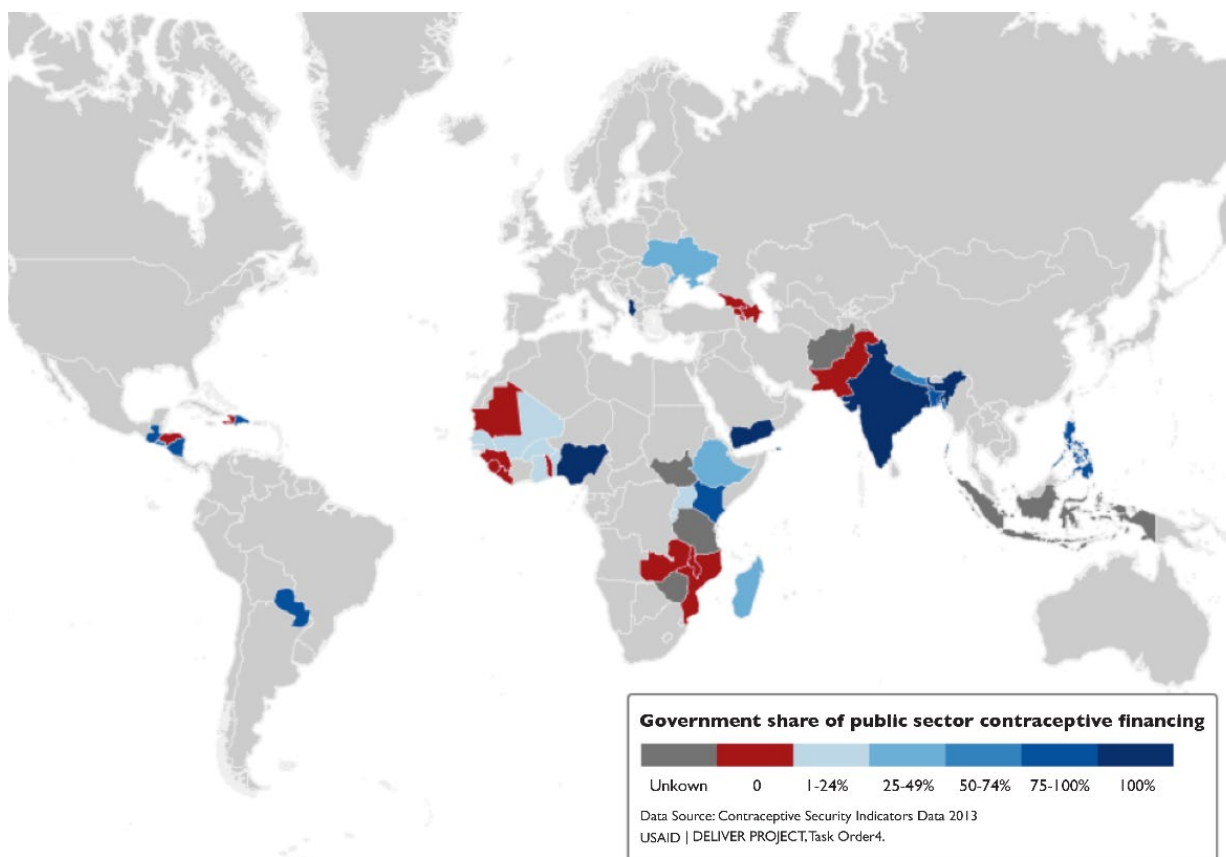 Government share of public sector contraceptive financing
Unkown 0 1-24% 25-49% 50-74% 75-100% 100%
Data Source: Contraceptive Security Indicators Data 2013
USAID | DELIVER PROJECT, Task Order4.